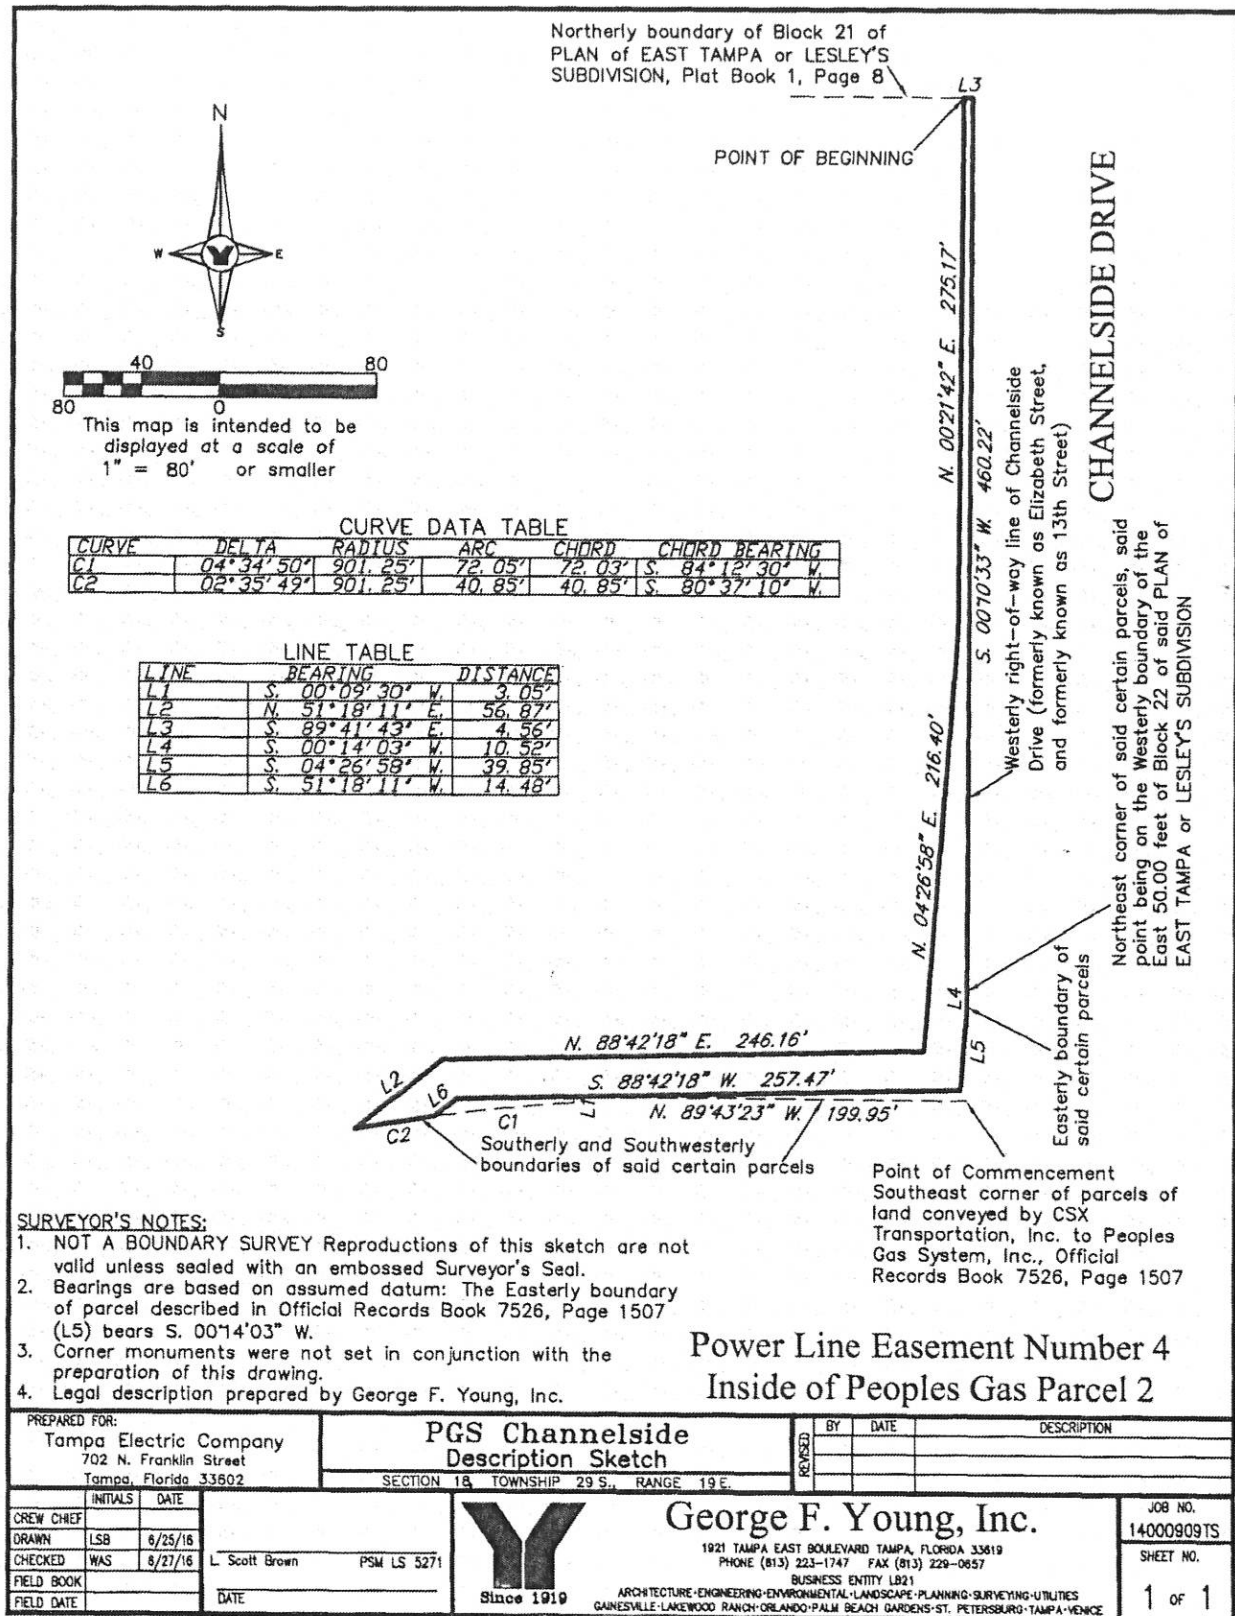 Northerly boundary of Block 21 of
PLAN of EAST TAMPA or LESLEY'S
SUBDIVISION, Plat Book 1, Page 8
L3
POINT OF BEGINNING
N
W
E
S
40
80
80
0
This map is intended to be
displayed at a scale of
1" = 80' or smaller
N. 00°21'42" E. 275.17'
S. 00°10'33" W. 460.22'
Westerly right-of-way line of Channelside
Drive (formerly known as Elizabeth Street,
and formerly known as 13th Street)
CHANNELSIDE DRIVE
CURVE DATA TABLE
CURVE DELTA RADIUS ARC CHORD CHORD BEARING
C1 04°34'50" 901.25' 72.05' 72.03' S. 84°12'30" W.
C2 02°35'49" 901.25' 40.85' 40.85' S. 80°37'10" W.
LINE TABLE
LINE BEARING DISTANCE
L1 S. 00°09'30" W. 3.05'
L2 N. 51°18'11" E. 56.87'
L3 S. 89°41'43" E. 4.56'
L4 S. 00°14'03" W. 10.52'
L5 S. 04°26'58" W. 39.85'
L6 S. 51°18'11" W. 14.48'
N. 04°26'58" E. 216.40'
Northeast corner of said certain parcels, said
point being on the Westerly boundary of the
East 50.00 feet of Block 22 of said PLAN of
EAST TAMPA or LESLEY'S SUBDIVISION
L4
L5
Easterly boundary of
said certain parcels
N. 88°42'18" E. 246.16'
S. 88°42'18" W. 257.47'
N. 89°43'23" W. 199.95'
L2
L6
L1
C1
C2
Southerly and Southwesterly
boundaries of said certain parcels
Point of Commencement
Southeast corner of parcels of
land conveyed by CSX
Transportation, Inc. to Peoples
Gas System, Inc., Official
Records Book 7526, Page 1507
SURVEYOR'S NOTES:
1. NOT A BOUNDARY SURVEY Reproductions of this sketch are not
valid unless sealed with an embossed Surveyor's Seal.
2. Bearings are based on assumed datum: The Easterly boundary
of parcel described in Official Records Book 7526, Page 1507
(L5) bears S. 00°14'03" W.
3. Corner monuments were not set in conjunction with the
preparation of this drawing.
4. Legal description prepared by George F. Young, Inc.
Power Line Easement Number 4
Inside of Peoples Gas Parcel 2
PREPARED FOR:
Tampa Electric Company
702 N. Franklin Street
Tampa, Florida 33602
PGS Channelside
Description Sketch
SECTION 18, TOWNSHIP 29 S., RANGE 19 E.
REVISED
BY DATE DESCRIPTION
INITIALS DATE
CREW CHIEF
DRAWN LSB 6/25/16
CHECKED WAS 6/27/16
FIELD BOOK
FIELD DATE
L. Scott Brown PSM LS 5271
DATE
Since 1919
George F. Young, Inc.
1921 TAMPA EAST BOULEVARD TAMPA, FLORIDA 33619
PHONE (813) 223-1747 FAX (813) 229-0657
BUSINESS ENTITY LB21
ARCHITECTURE·ENGINEERING·ENVIRONMENTAL·LANDSCAPE·PLANNING·SURVEYING·UTILITIES
GAINESVILLE·LAKEWOOD RANCH·ORLANDO·PALM BEACH GARDENS·ST. PETERSBURG·TAMPA·VENICE
JOB NO.
14000909TS
SHEET NO.
1 OF 1